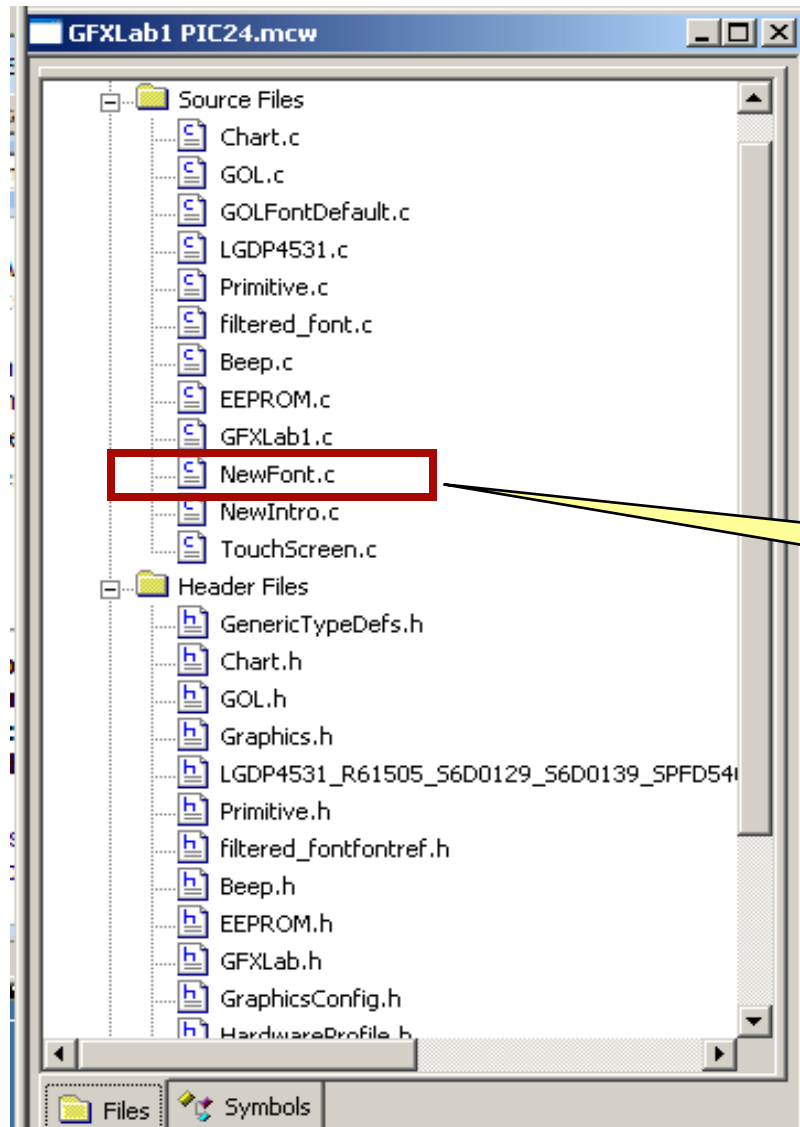 GFXLab1 PIC24.mcw
Source Files
Chart.c
GOL.c
GOLFontDefault.c
LGDP4531.c
Primitive.c
filtered_font.c
Beep.c
EEPROM.c
GFXLab1.c
NewFont.c
NewIntro.c
TouchScreen.c
Header Files
GenericTypeDefs.h
Chart.h
GOL.h
Graphics.h
LGDP4531_R61505_S6D0129_S6D0139_SPFD54
Primitive.h
filtered_fontfontref.h
Beep.h
EEPROM.h
GFXLab.h
GraphicsConfig.h
HardwareProfile.h
Files Symbols